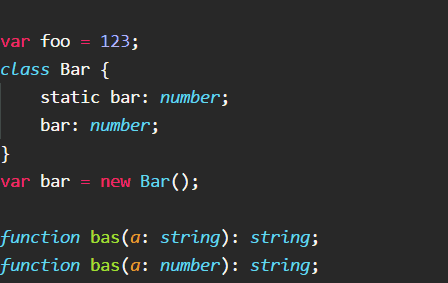 var foo = 123;
class Bar {
    static bar: number;
    bar: number;
}
var bar = new Bar();

function bas(a: string): string;
function bas(a: number): string;